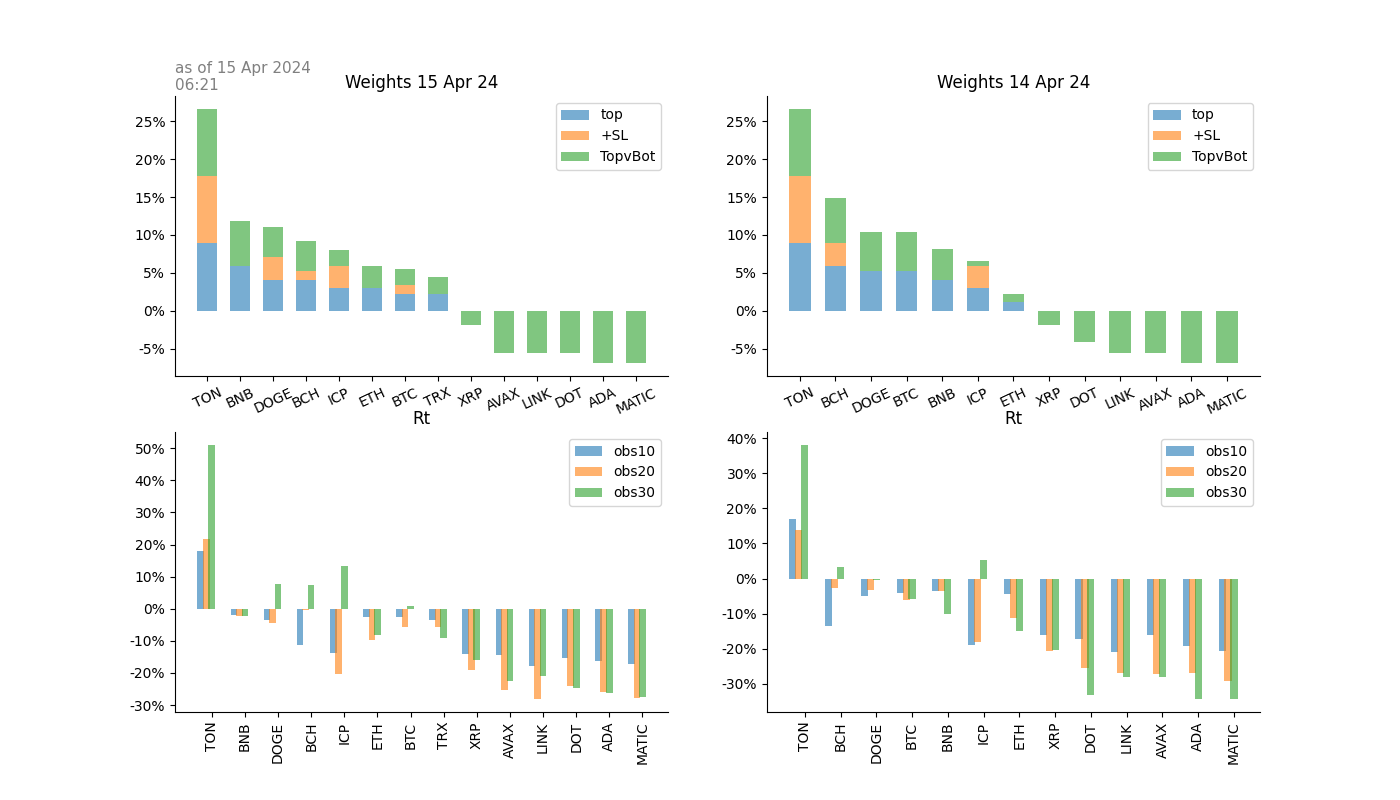 as of 15 Apr 2024
06:21
Weights 15 Apr 24
25%
20%
15%
10%
5%
0%
-5%
top
+SL
TopvBot
TON BNB DOGE BCH ICP ETH BTC TRX XRP AVAX LINK DOT ADA MATIC
Weights 14 Apr 24
25%
20%
15%
10%
5%
0%
-5%
top
+SL
TopvBot
TON BCH DOGE BTC BNB ICP ETH XRP DOT LINK AVAX ADA MATIC
Rt
50%
40%
30%
20%
10%
0%
-10%
-20%
-30%
obs10
obs20
obs30
TON BNB DOGE BCH ICP ETH BTC TRX XRP AVAX LINK DOT ADA MATIC
Rt
40%
30%
20%
10%
0%
-10%
-20%
-30%
obs10
obs20
obs30
TON BCH DOGE BTC BNB ICP ETH XRP DOT LINK AVAX ADA MATIC